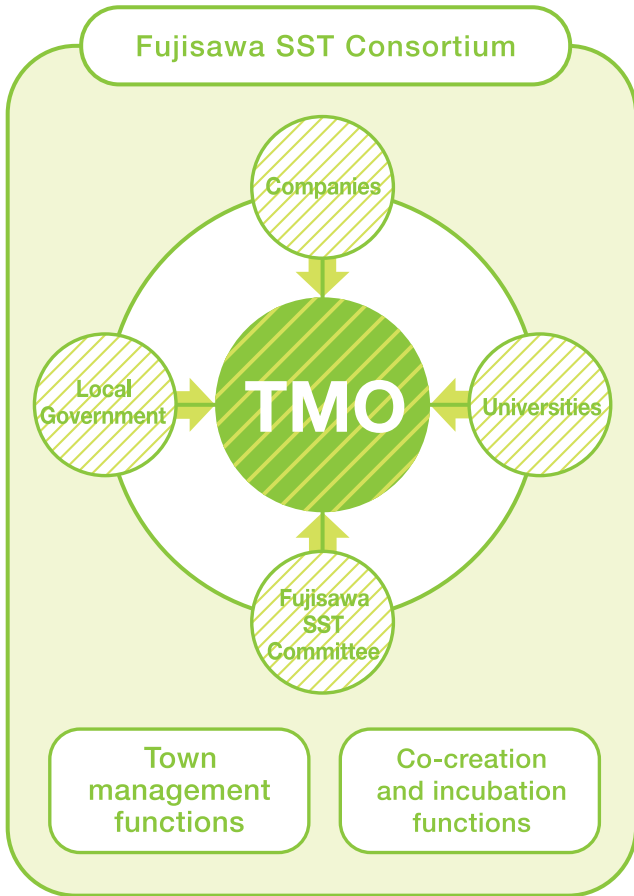 Fujisawa SST Consortium
Companies
Local
Government
TMO
Universities
Fujisawa
SST
Committee
Town
management
functions
Co-creation
and incubation
functions